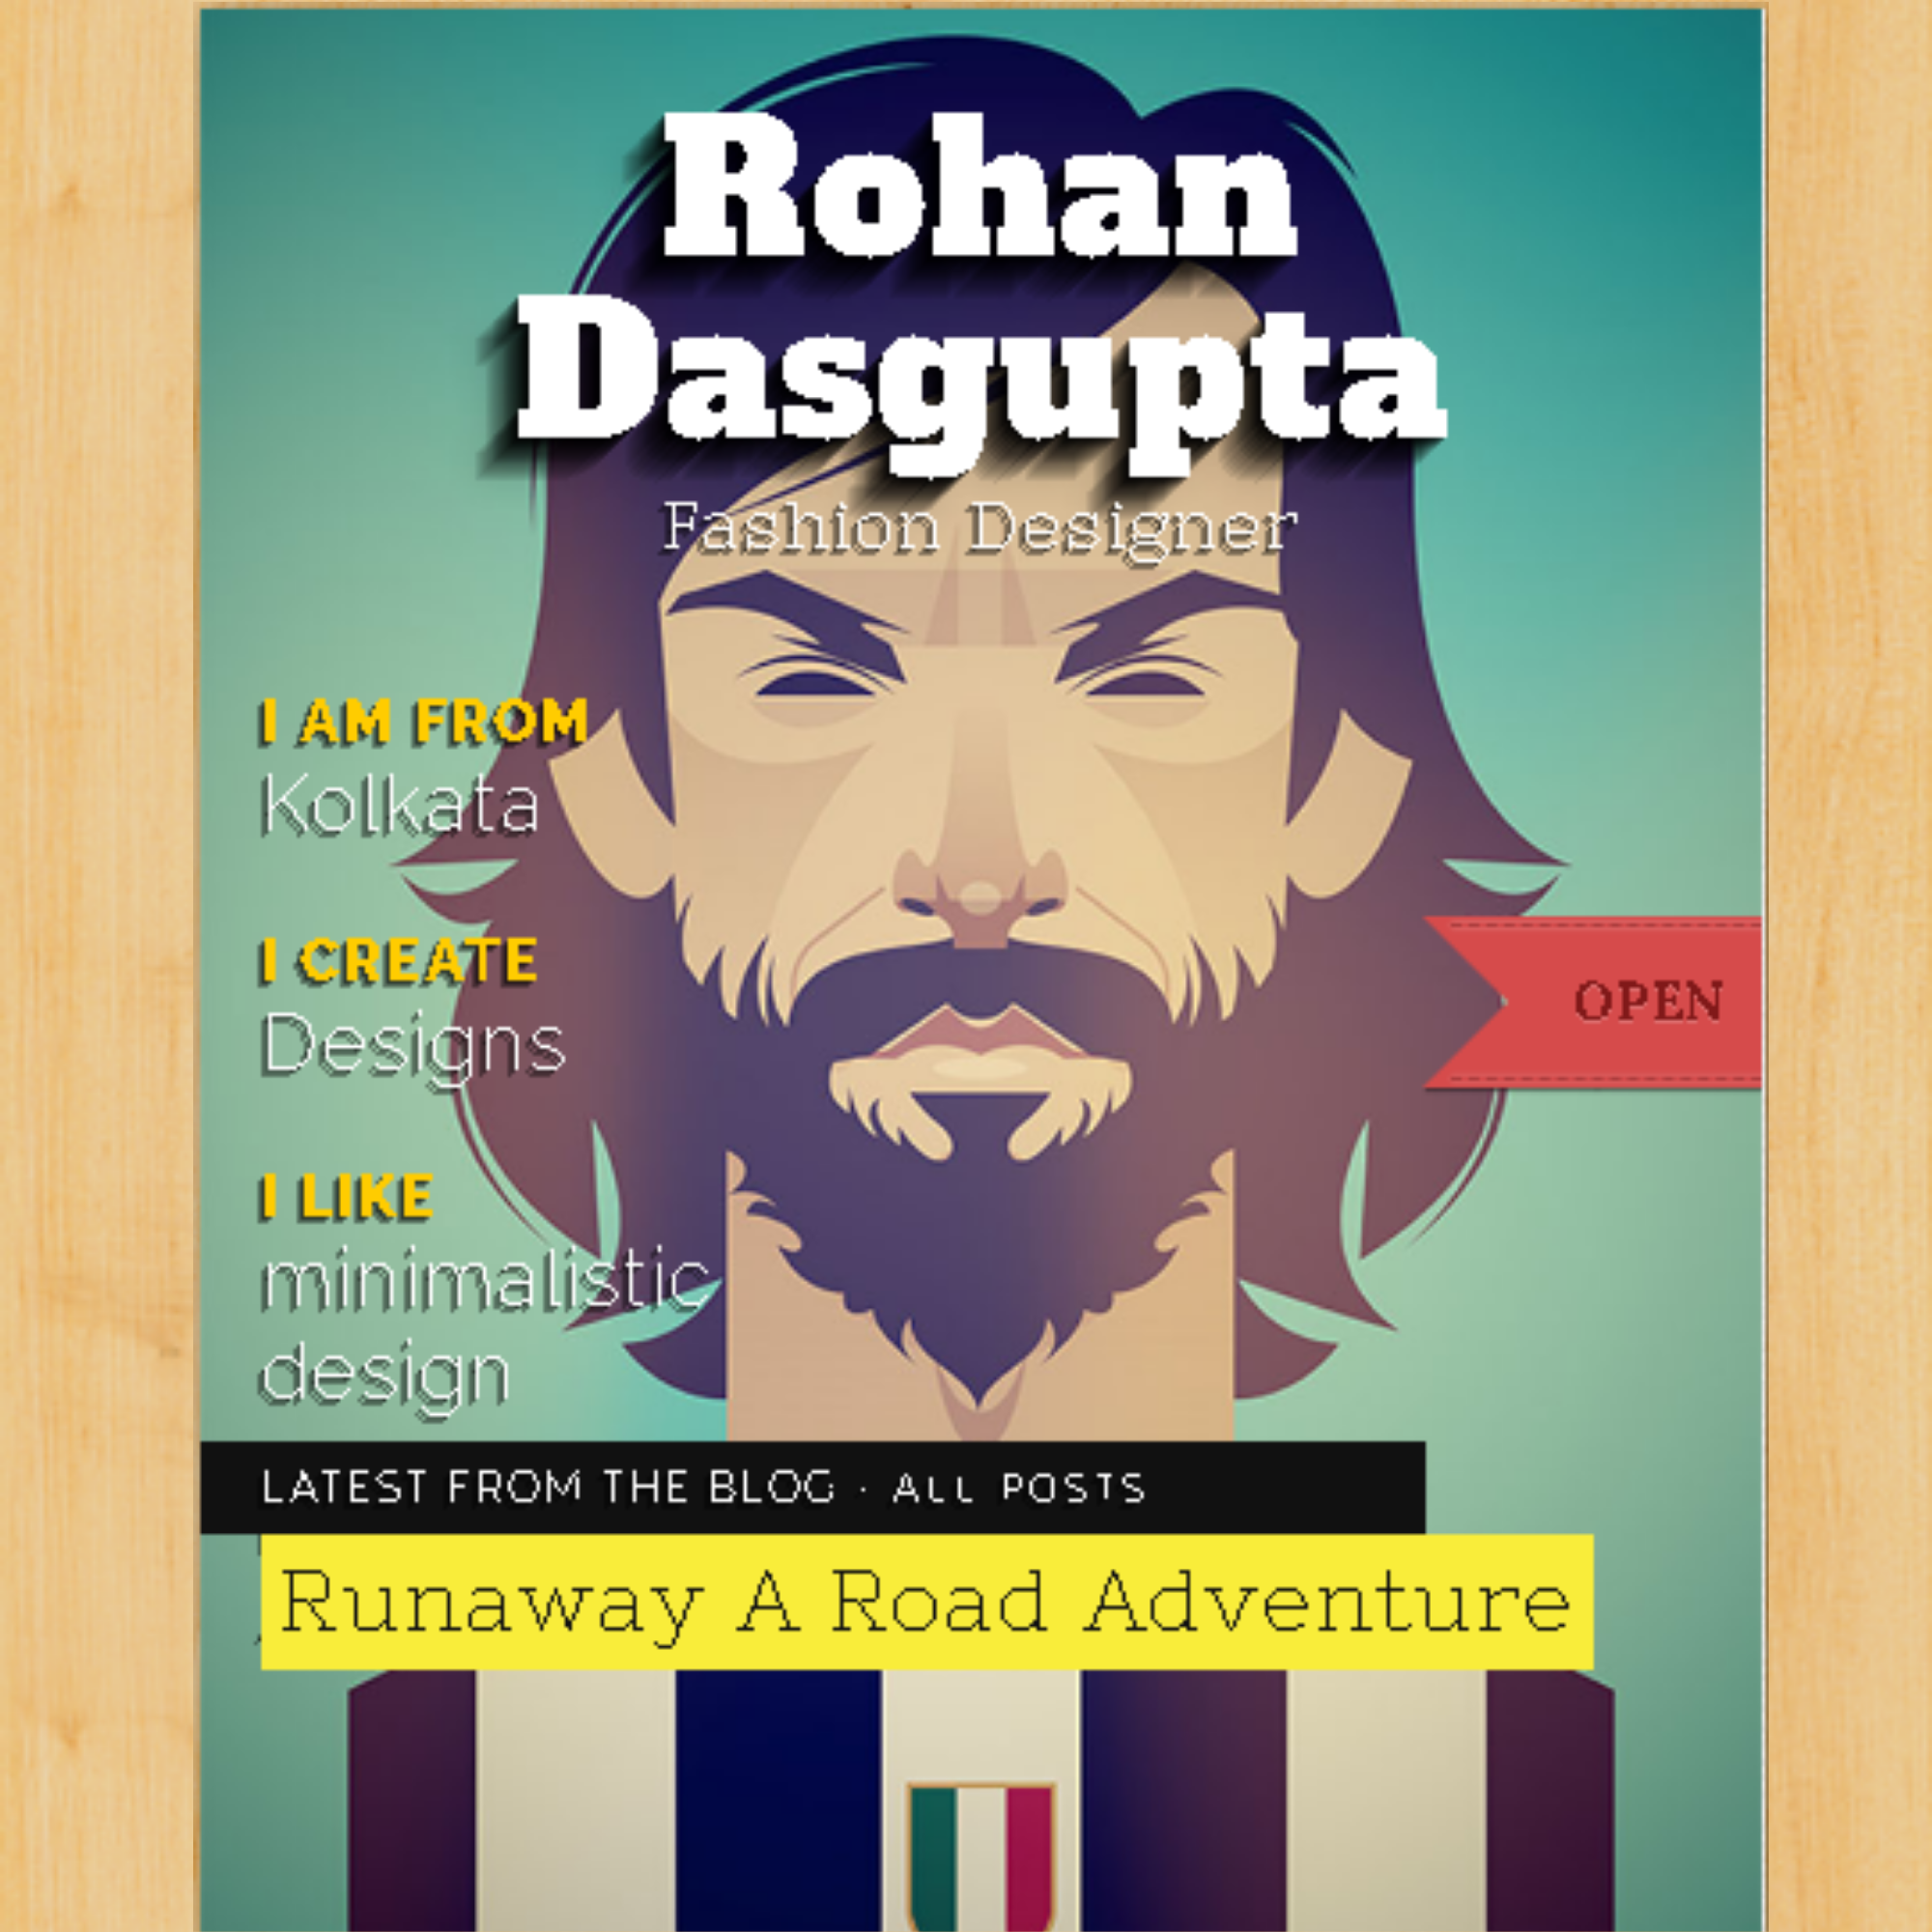 Rohan
Dasgupta
Fashion Designer
I AM FROM
Kolkata
I CREATE
Designs
OPEN
I LIKE
minimalistic
design
LATEST FROM THE BLOG · ALL POSTS
Runaway A Road Adventure